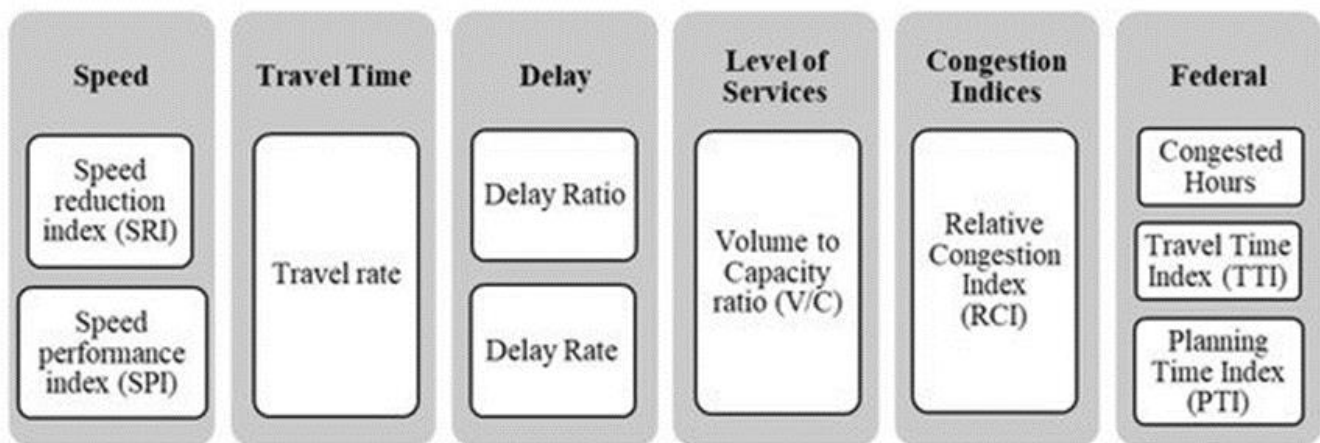 Speed
Speed
reduction
index (SRI)
Speed
performance
index (SPI)
Travel Time
Travel rate
Delay
Delay Ratio
Delay Rate
Level of
Services
Volume to
Capacity
ratio (V/C)
Congestion
Indices
Relative
Congestion
Index
(RCI)
Federal
Congested
Hours
Travel Time
Index (TTI)
Planning
Time Index
(PTI)